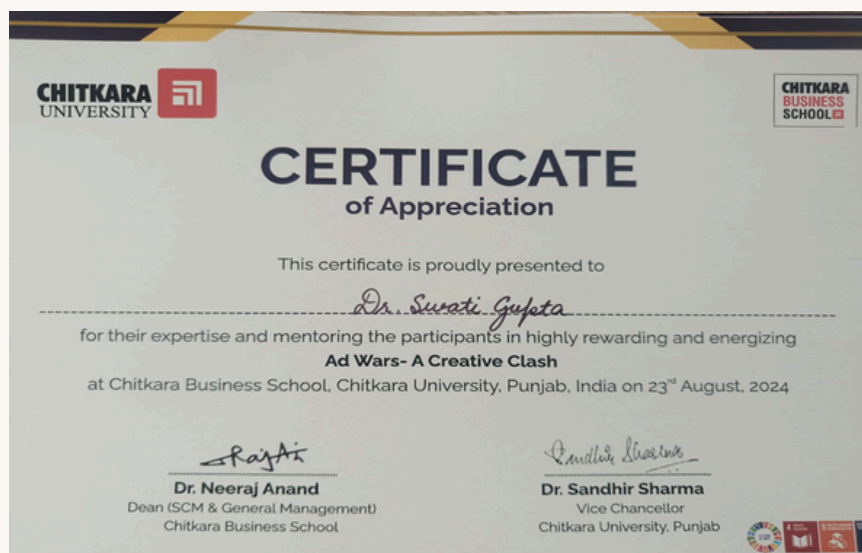 CHITKARA
UNIVERSITY
CHITKARA
BUSINESS
SCHOOL
CERTIFICATE
of Appreciation
This certificate is proudly presented to
Dr. Swati Gupta
for their expertise and mentoring the participants in highly rewarding and energizing
Ad Wars- A Creative Clash
at Chitkara Business School, Chitkara University, Punjab, India on 23rd August, 2024
Dr. Neeraj Anand
Dean (SCM & General Management)
Chitkara Business School
Sandhir Sharma
Dr. Sandhir Sharma
Vice Chancellor
Chitkara University, Punjab